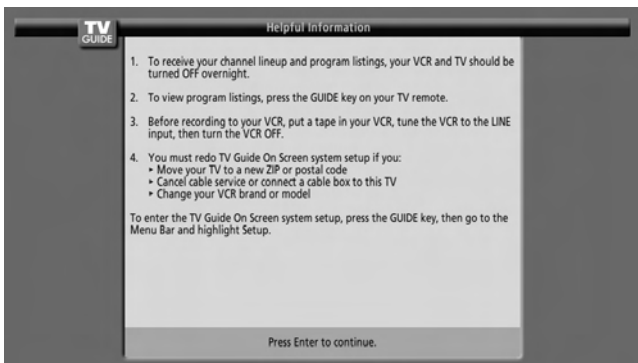 TV
GUIDE
Helpful Information
1. To receive your channel lineup and program listings, your VCR and TV should be
turned OFF overnight.
2. To view program listings, press the GUIDE key on your TV remote.
3. Before recording to your VCR, put a tape in your VCR, tune the VCR to the LINE
input, then turn the VCR OFF.
4. You must redo TV Guide On Screen system setup if you:
▸ Move your TV to a new ZIP or postal code
▸ Cancel cable service or connect a cable box to this TV
▸ Change your VCR brand or model
To enter the TV Guide On Screen system setup, press the GUIDE key, then go to the
Menu Bar and highlight Setup.
Press Enter to continue.